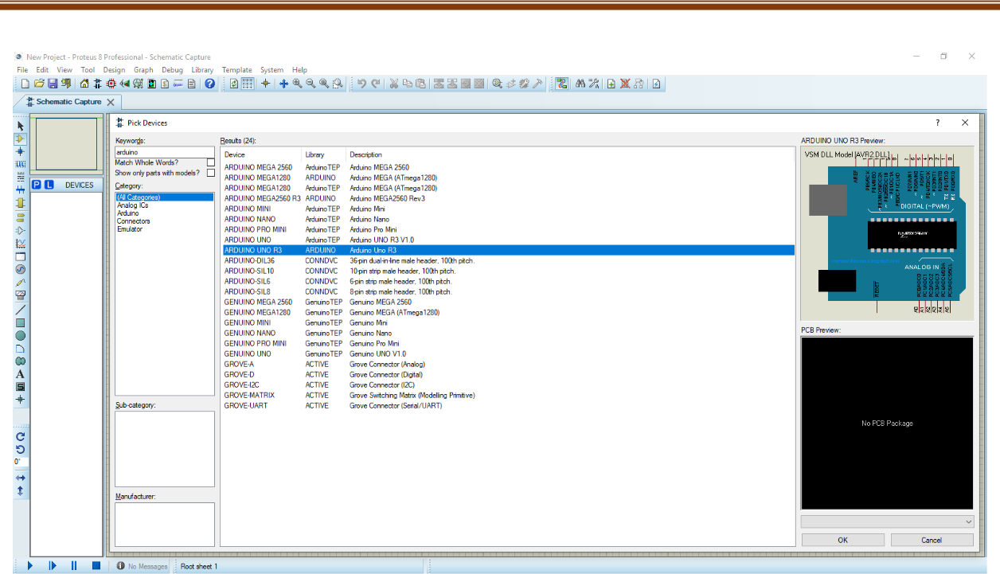 New Project - Proteus 8 Professional - Schematic Capture
File Edit View Tool Design Graph Debug Library Template System Help
Schematic Capture
Pick Devices
Keywords:
arduino
Match Whole Words?
Show only parts with models?
Category:
(All Categories)
Analog ICs
Arduino
Connectors
Emulator
Sub-category:
Manufacturer:
P L DEVICES
0°
Results (24):
Device Library Description
ARDUINO MEGA 2560 ArduinoTEP Arduino MEGA 2560
ARDUINO MEGA1280 ARDUINO Arduino MEGA (ATmega1280)
ARDUINO MEGA1280 ArduinoTEP Arduino MEGA (ATmega1280)
ARDUINO MEGA2560 R3 ARDUINO Arduino MEGA2560 Rev3
ARDUINO MINI ArduinoTEP Arduino Mini
ARDUINO NANO ArduinoTEP Arduino Nano
ARDUINO PRO MINI ArduinoTEP Arduino Pro Mini
ARDUINO UNO ArduinoTEP Arduino UNO R3 V1.0
ARDUINO UNO R3 ARDUINO Arduino Uno R3
ARDUINO-DIL36 CONNDVC 36-pin dual-in-line male header, 100th pitch.
ARDUINO-SIL10 CONNDVC 10-pin strip male header, 100th pitch.
ARDUINO-SIL6 CONNDVC 6-pin strip male header, 100th pitch.
ARDUINO-SIL8 CONNDVC 8-pin strip male header, 100th pitch.
GENUINO MEGA 2560 GenuinoTEP Genuino MEGA 2560
GENUINO MEGA1280 GenuinoTEP Genuino MEGA (ATmega1280)
GENUINO MINI GenuinoTEP Genuino Mini
GENUINO NANO GenuinoTEP Genuino Nano
GENUINO PRO MINI GenuinoTEP Genuino Pro Mini
GENUINO UNO GenuinoTEP Genuino UNO V1.0
GROVE-A ACTIVE Grove Connector (Analog)
GROVE-D ACTIVE Grove Connector (Digital)
GROVE-I2C ACTIVE Grove Connector (I2C)
GROVE-MATRIX ACTIVE Grove Switching Matrix (Modelling Primitive)
GROVE-UART ACTIVE Grove Connector (Serial/UART)
ARDUINO UNO R3 Preview:
VSM DLL Model [AVR2.DLL]
AREF
DIGITAL (~PWM)
ANALOG IN
RESET
A0 A1 A2 A3 A4 A5
PCB Preview:
No PCB Package
OK Cancel
No Messages Root sheet 1